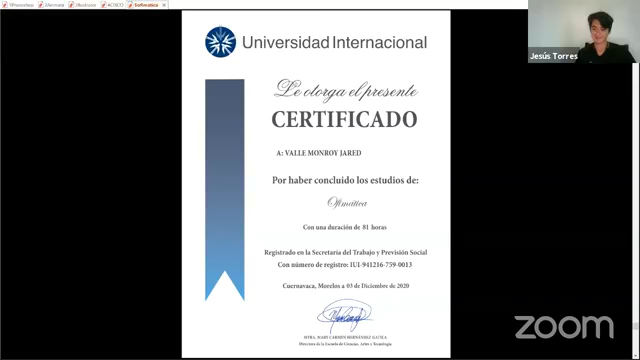 5ofimatica
Jesús Torres
Universidad Internacional
Le otorga el presente
CERTIFICADO
A: VALLE MONROY JARED
Por haber concluido los estudios de:
Ofimática
Con una duración de 81 horas
Registrado en la Secretaría del Trabajo y Previsión Social
Con número de registro: IUI-941216-759-0013
Cuernavaca, Morelos a 03 de Diciembre de 2020
MTRA. MARY CARMEN HERNÁNDEZ GATICA
Directora de la Escuela de Ciencias, Artes y Tecnología
zoom